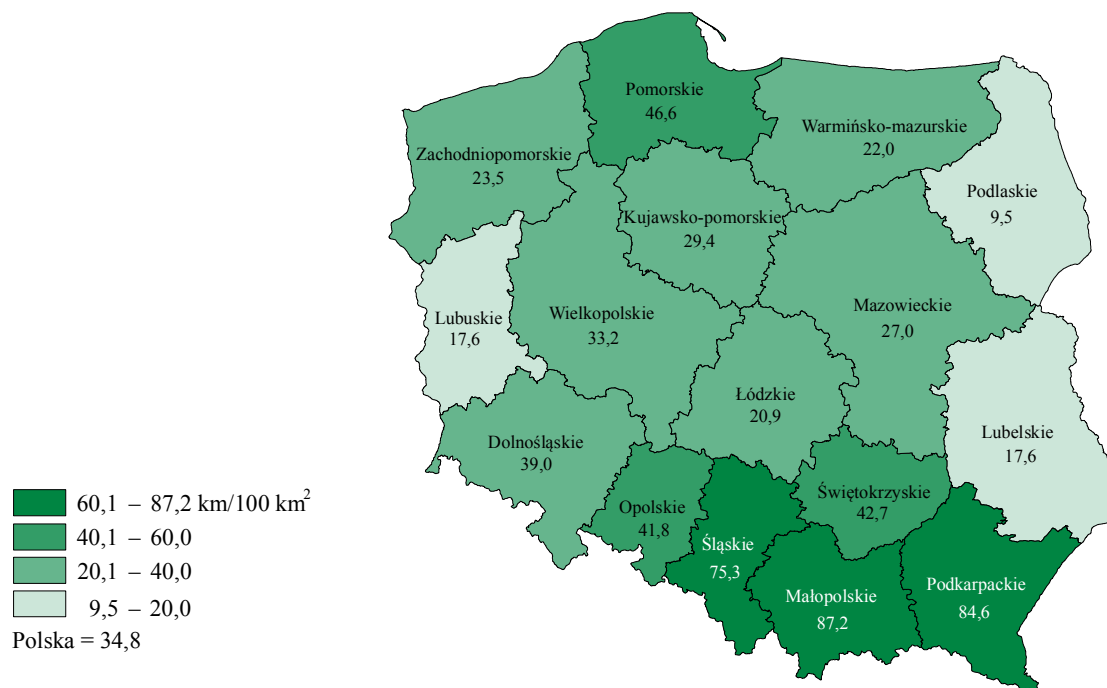 Pomorskie
46,6
Warmińsko-mazurskie
22,0
Zachodniopomorskie
23,5
Podlaskie
9,5
Kujawsko-pomorskie
29,4
Mazowieckie
27,0
Lubuskie
17,6
Wielkopolskie
33,2
Łódzkie
20,9
Lubelskie
17,6
Dolnośląskie
39,0
Opolskie
41,8
Śląskie
75,3
Świętokrzyskie
42,7
Małopolskie
87,2
Podkarpackie
84,6
60,1 – 87,2 km/100 km²
40,1 – 60,0
20,1 – 40,0
9,5 – 20,0
Polska = 34,8